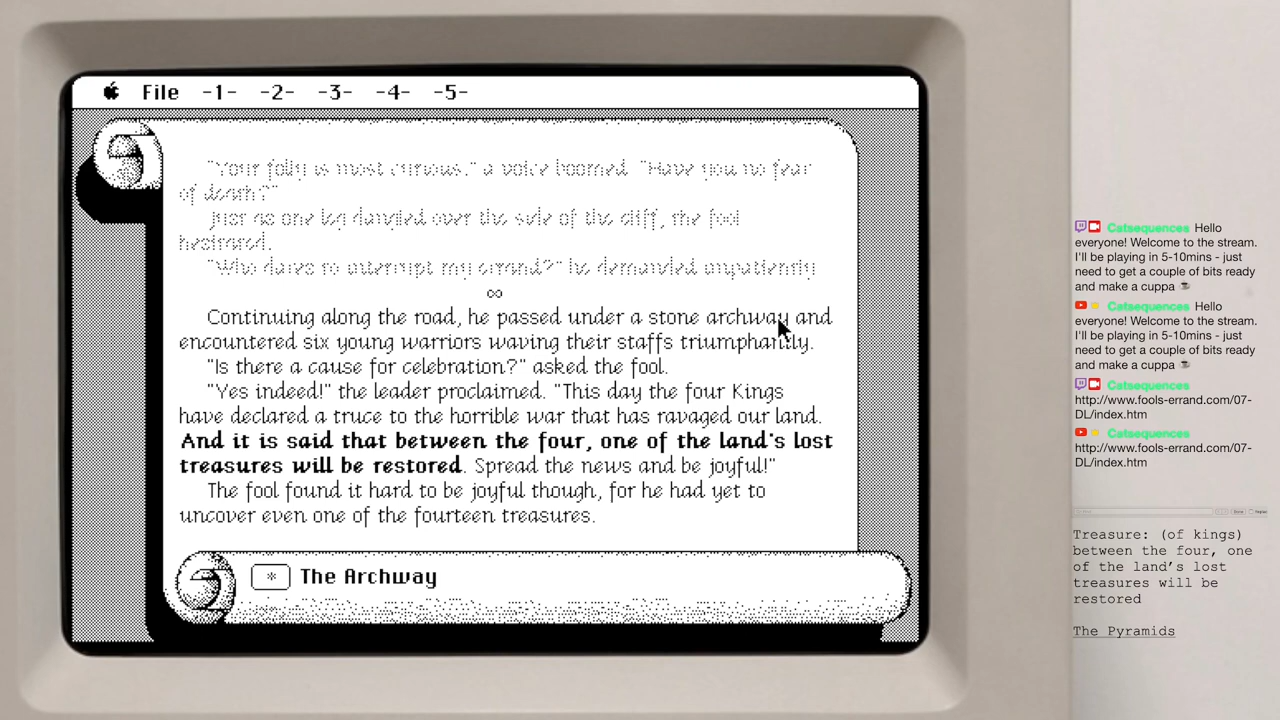 File -1- -2- -3- -4- -5-
"Your folly is most curious." a voice boomed. "Have you no fear
of death?"
Just as one leg dangled over the side of the cliff, the fool
hesitated.
"Who dares to interrupt my errand?" he demanded impatiently
∞
Continuing along the road, he passed under a stone archway and
encountered six young warriors waving their staffs triumphantly.
"Is there a cause for celebration?" asked the fool.
"Yes indeed!" the leader proclaimed. "This day the four Kings
have declared a truce to the horrible war that has ravaged our land.
And it is said that between the four, one of the land's lost
treasures will be restored. Spread the news and be joyful!"
The fool found it hard to be joyful though, for he had yet to
uncover even one of the fourteen treasures.
* The Archway
Catsequences Hello
everyone! Welcome to the stream.
I'll be playing in 5-10mins - just
need to get a couple of bits ready
and make a cuppa ☕
Catsequences Hello
everyone! Welcome to the stream.
I'll be playing in 5-10mins - just
need to get a couple of bits ready
and make a cuppa ☕
Catsequences
http://www.fools-errand.com/07-
DL/index.htm
Catsequences
http://www.fools-errand.com/07-
DL/index.htm
Treasure: (of kings)
between the four, one
of the land's lost
treasures will be
restored
The Pyramids